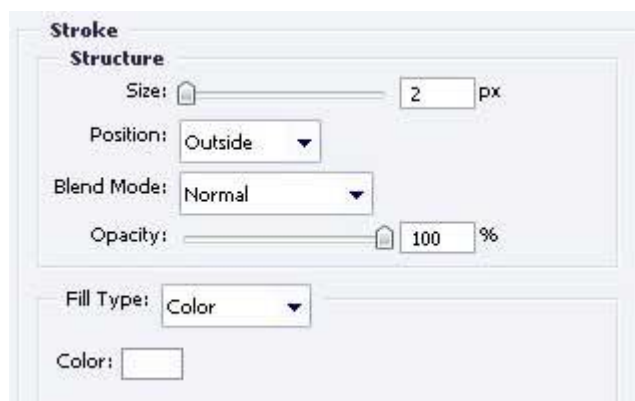 Stroke
Structure
Size: 2 px
Position: Outside
Blend Mode: Normal
Opacity: 100 %
Fill Type: Color
Color: